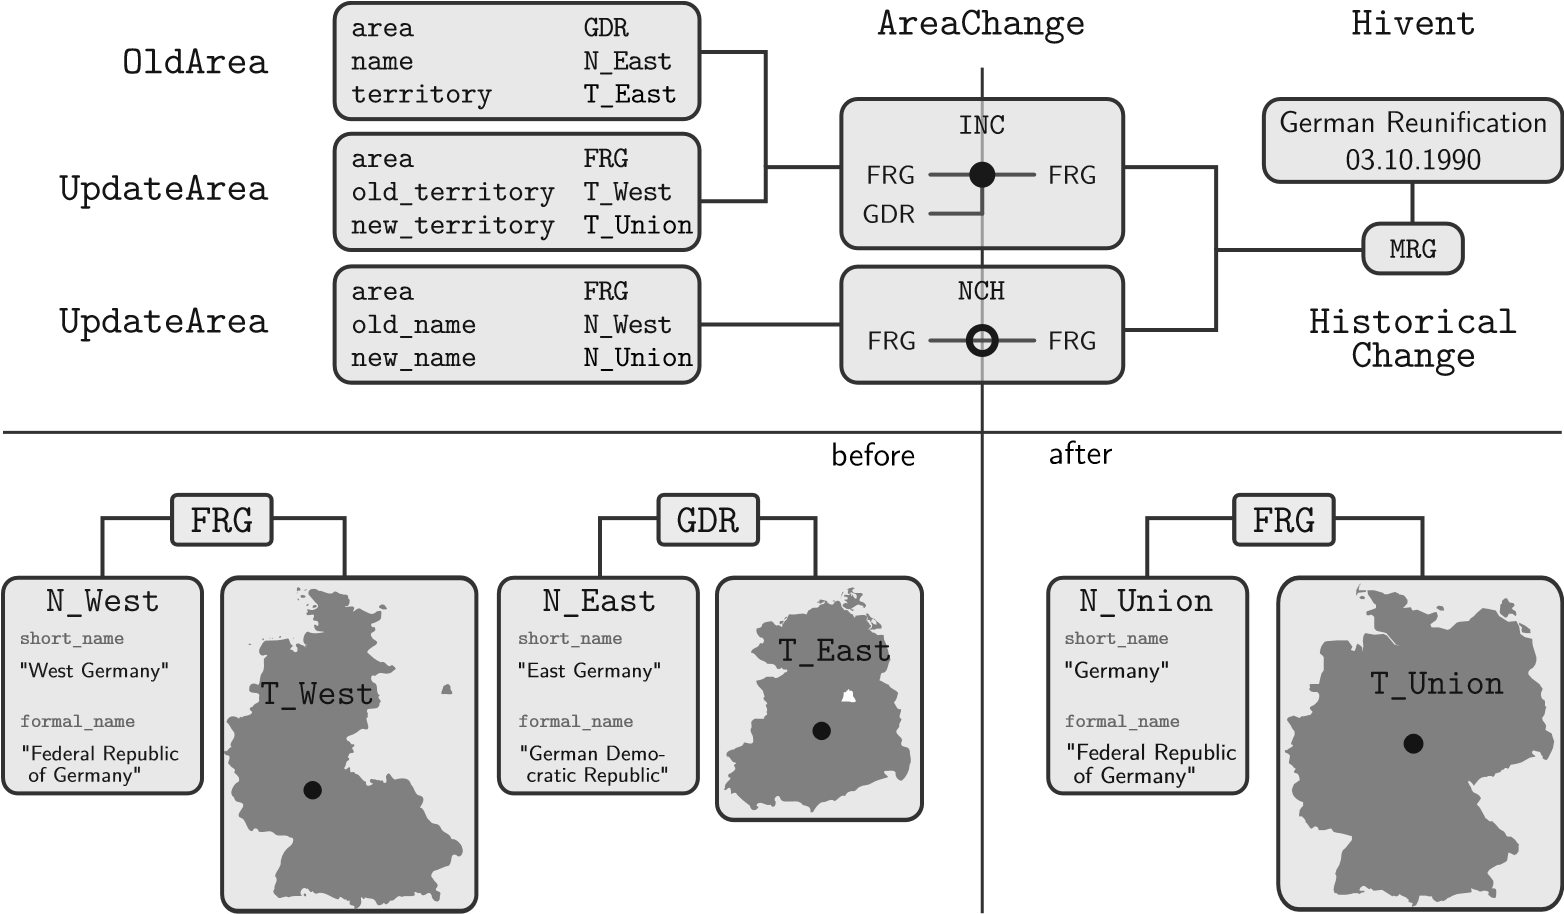 AreaChange
Hivent
OldArea
area GDR
name N_East
territory T_East
UpdateArea
area FRG
old_territory T_West
new_territory T_Union
UpdateArea
area FRG
old_name N_West
new_name N_Union
INC
FRG FRG
GDR
NCH
FRG FRG
German Reunification
03.10.1990
MRG
Historical
Change
before
after
FRG
N_West
short_name
"West Germany"
formal_name
"Federal Republic
of Germany"
T_West
GDR
N_East
short_name
"East Germany"
formal_name
"German Demo-
cratic Republic"
T_East
FRG
N_Union
short_name
"Germany"
formal_name
"Federal Republic
of Germany"
T_Union